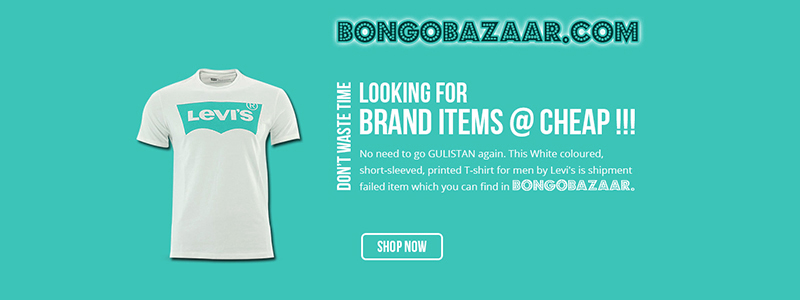 BONGOBAZAAR.COM
LEVI'S ®
DON'T WASTE TIME
LOOKING FOR
BRAND ITEMS @ CHEAP !!!
No need to go GULISTAN again. This White coloured,
short-sleeved, printed T-shirt for men by Levi's is shipment
failed item which you can find in BONGOBAZAAR.
SHOP NOW